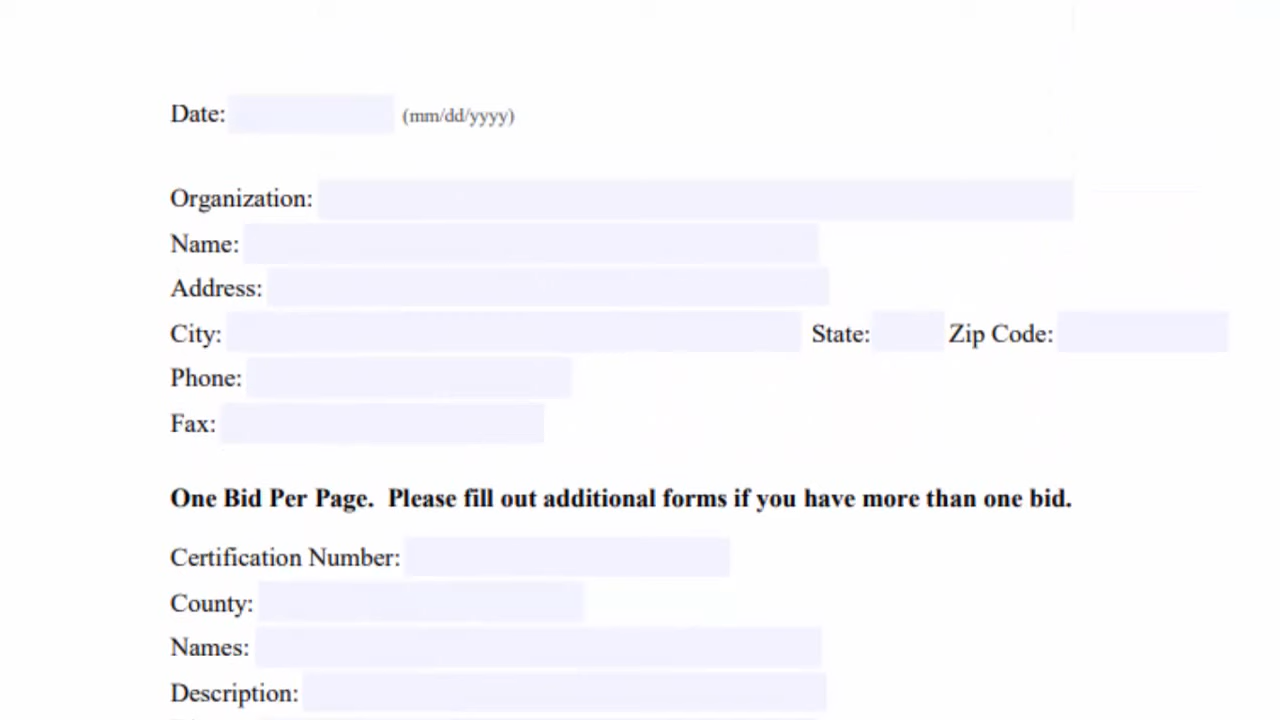 Date: (mm/dd/yyyy)
Organization:
Name:
Address:
City: State: Zip Code:
Phone:
Fax:
One Bid Per Page. Please fill out additional forms if you have more than one bid.
Certification Number:
County:
Names:
Description: